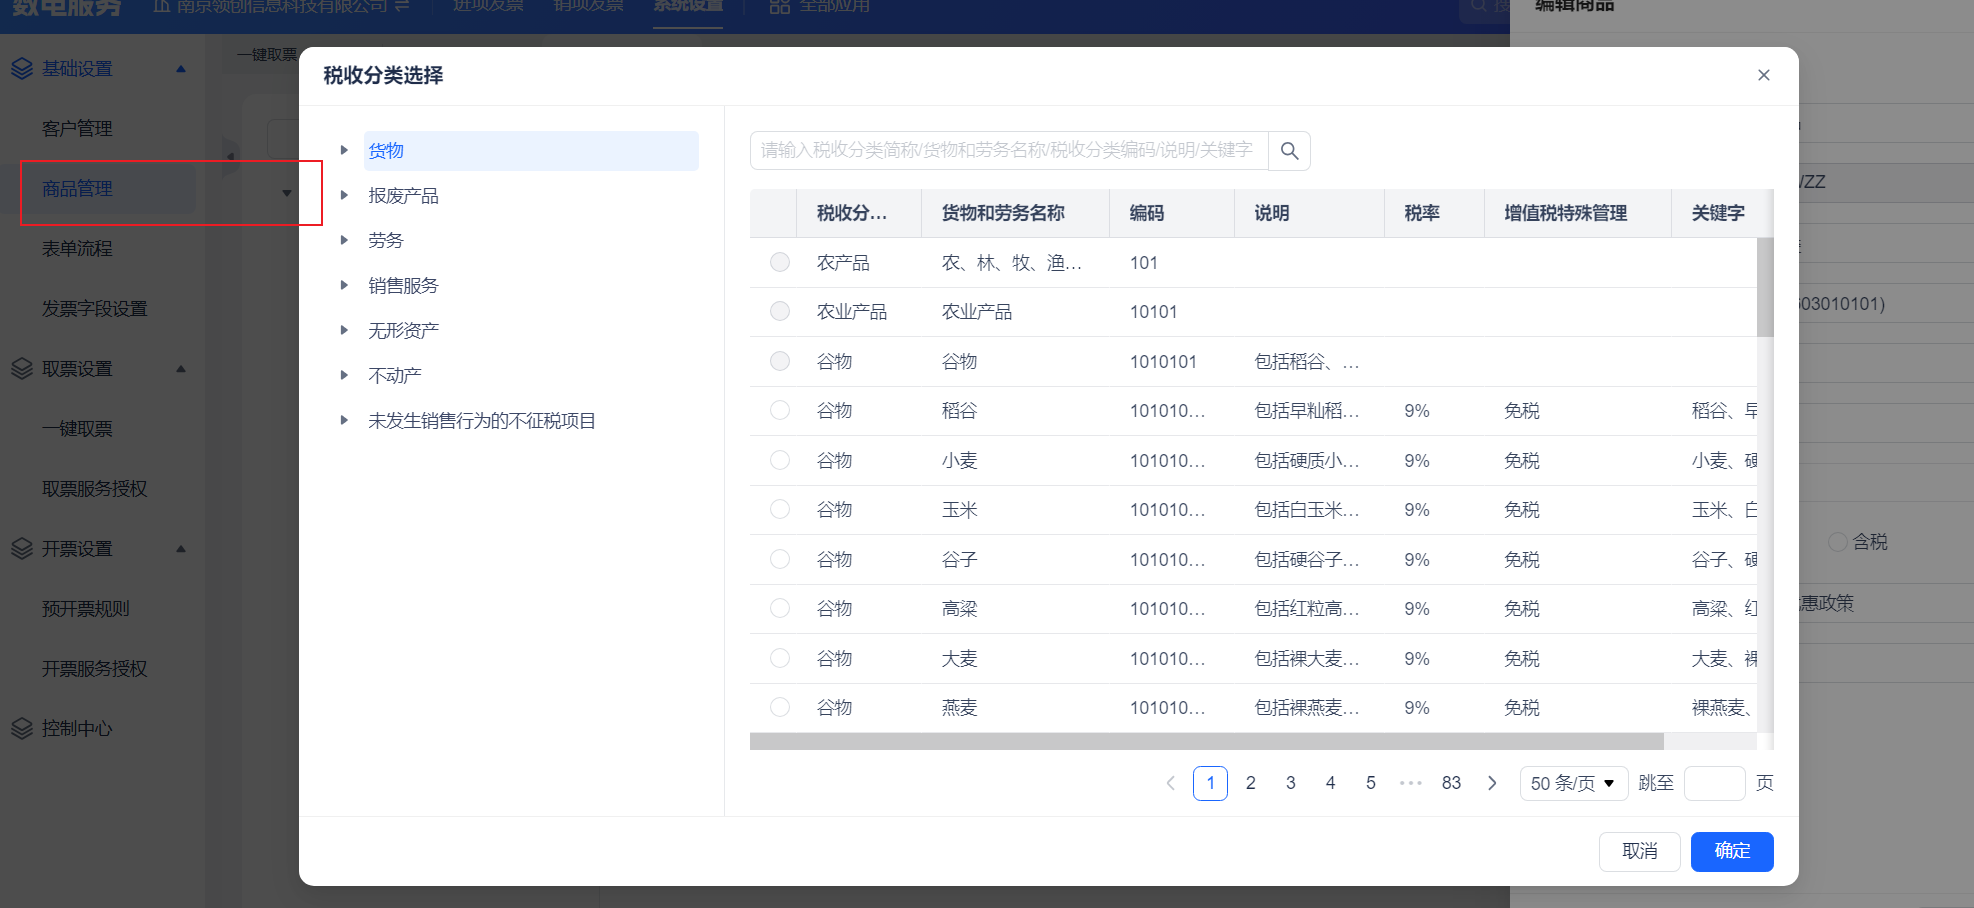 数电服务 南京领创信息科技有限公司 进项发票 销项发票 系统设置 全部应用 搜 编辑商品
基础设置
一键取票
客户管理
商品管理
表单流程
发票字段设置
取票设置
一键取票
取票服务授权
开票设置
预开票规则
开票服务授权
控制中心
税收分类选择
货物
报废产品
劳务
销售服务
无形资产
不动产
未发生销售行为的不征税项目
请输入税收分类简称/货物和劳务名称/税收分类编码/说明/关键字
税收分... 货物和劳务名称 编码 说明 税率 增值税特殊管理 关键字
农产品 农、林、牧、渔... 101
农业产品 农业产品 10101
谷物 谷物 1010101 包括稻谷、...
谷物 稻谷 101010... 包括早籼稻... 9% 免税 稻谷、早
谷物 小麦 101010... 包括硬质小... 9% 免税 小麦、硬
谷物 玉米 101010... 包括白玉米... 9% 免税 玉米、白
谷物 谷子 101010... 包括硬谷子... 9% 免税 谷子、硬
谷物 高粱 101010... 包括红粒高... 9% 免税 高粱、红
谷物 大麦 101010... 包括裸大麦... 9% 免税 大麦、裸
谷物 燕麦 101010... 包括裸燕麦... 9% 免税 裸燕麦、
1 2 3 4 5 ··· 83 50 条/页 跳至 页
取消 确定
ZZ
603010101)
含税
惠政策